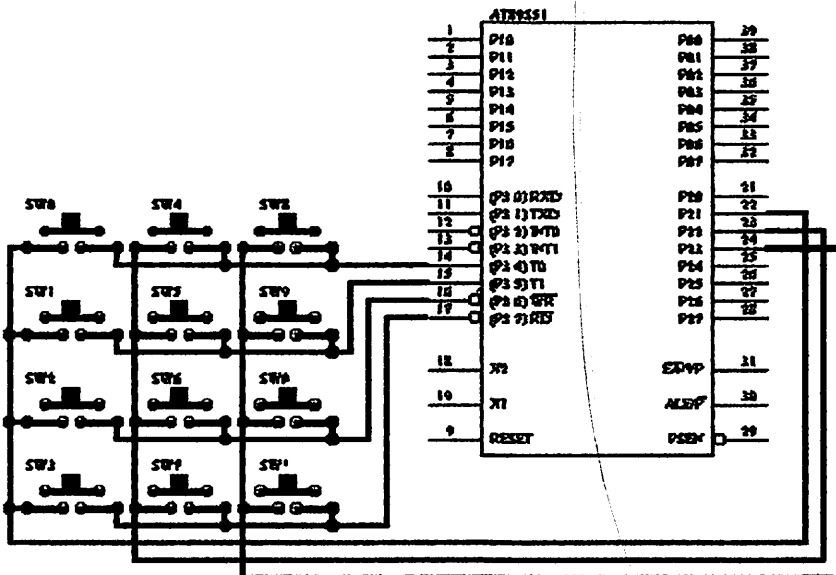 AT89S51
1 P10 P00 39
2 P11 P01 38
3 P12 P02 37
4 P13 P03 36
5 P14 P04 35
6 P15 P05 34
7 P16 P06 33
8 P17 P07 32
10 (P3 0) RXD P20 21
11 (P3 1) TXD P21 22
12 (P3 2) INT0 P22 23
13 (P3 3) INT1 P23 24
14 (P3 4) T0 P24 25
15 (P3 5) T1 P25 26
16 (P3 6) WR P26 27
17 (P3 7) RD P27 28
18 X2 EA/VP 31
19 X1 ALE/P 30
9 RESET PSEN 29
SW0 SW4 SW8
SW1 SW5 SW9
SW2 SW6
SW3 SW7